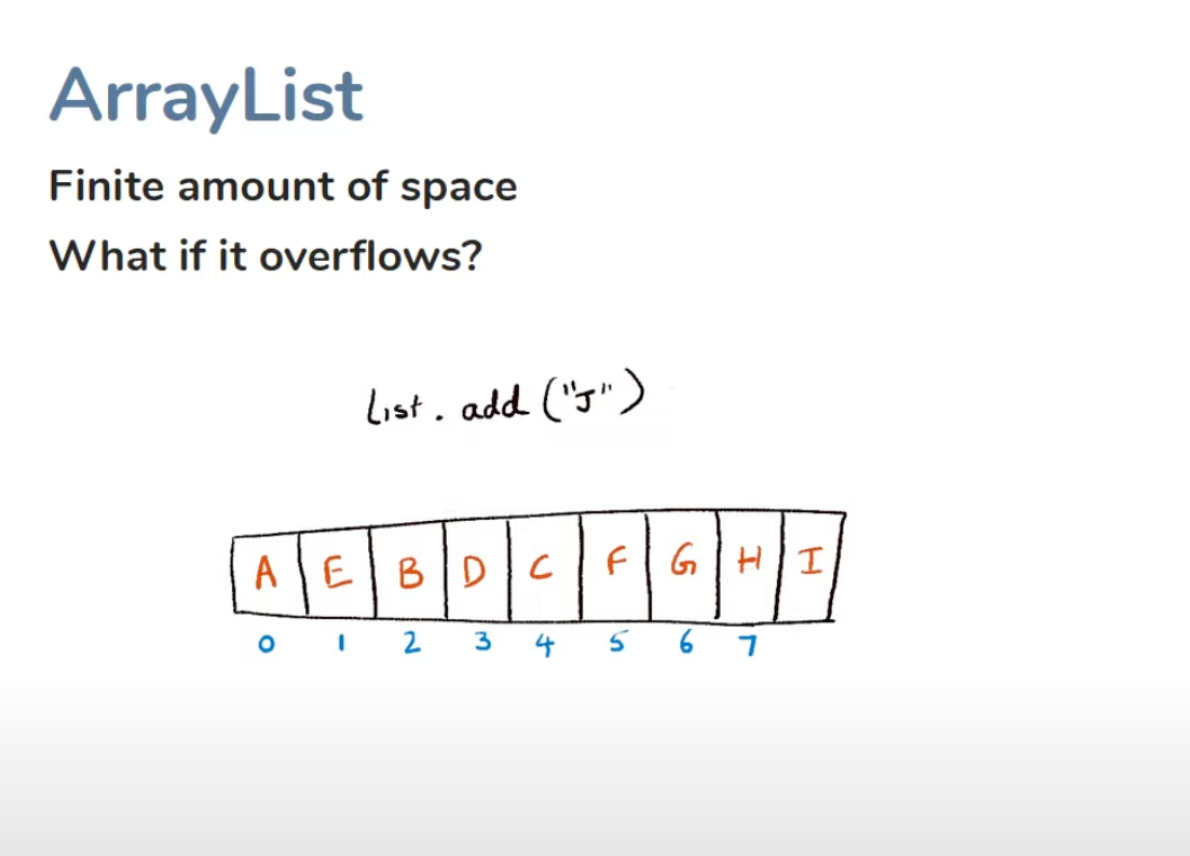 ArrayList
Finite amount of space
What if it overflows?
List. add ("J")
A E B D C F G H I
0 1 2 3 4 5 6 7